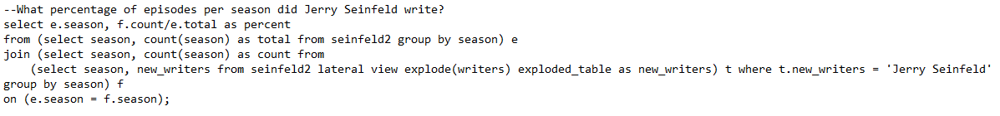 --What percentage of episodes per season did Jerry Seinfeld write?
select e.season, f.count/e.total as percent
from (select season, count(season) as total from seinfeld2 group by season) e
join (select season, count(season) as count from
    (select season, new_writers from seinfeld2 lateral view explode(writers) exploded_table as new_writers) t where t.new_writers = 'Jerry Seinfeld'
group by season) f
on (e.season = f.season);